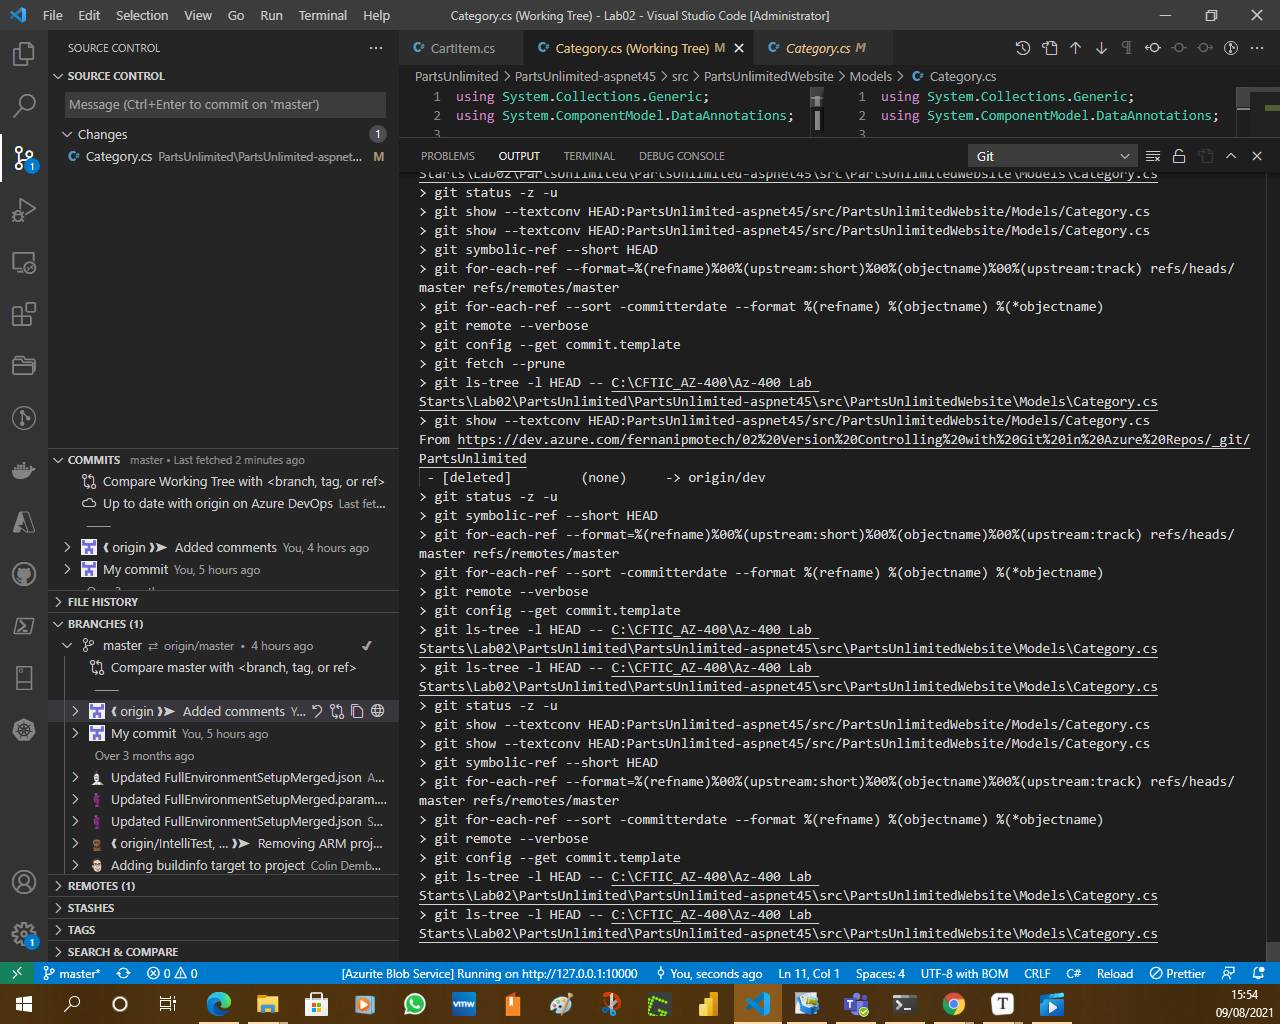 File Edit Selection View Go Run Terminal Help
Category.cs (Working Tree) - Lab02 - Visual Studio Code [Administrator]
SOURCE CONTROL
SOURCE CONTROL
Message (Ctrl+Enter to commit on 'master')
Changes 1
Category.cs PartsUnlimited\PartsUnlimited-aspnet... M
1
COMMITS master • Last fetched 2 minutes ago
Compare Working Tree with <branch, tag, or ref>
Up to date with origin on Azure DevOps Last fet...
origin Added comments You, 4 hours ago
My commit You, 5 hours ago
FILE HISTORY
BRANCHES (1)
master origin/master • 4 hours ago
Compare master with <branch, tag, or ref>
origin Added comments Y...
My commit You, 5 hours ago
Over 3 months ago
Updated FullEnvironmentSetupMerged.json A...
Updated FullEnvironmentSetupMerged.param....
Updated FullEnvironmentSetupMerged.json S...
origin/IntelliTest, ... Removing ARM proj...
Adding buildinfo target to project Colin Demb...
REMOTES (1)
STASHES
TAGS
SEARCH & COMPARE
1
CartItem.cs
Category.cs (Working Tree) M
Category.cs M
PartsUnlimited > PartsUnlimited-aspnet45 > src > PartsUnlimitedWebsite > Models > Category.cs
1 using System.Collections.Generic;
2 using System.ComponentModel.DataAnnotations;
3
1 using System.Collections.Generic;
2 using System.ComponentModel.DataAnnotations;
3
PROBLEMS OUTPUT TERMINAL DEBUG CONSOLE
Git
Starts\Lab02\PartsUnlimited\PartsUnlimited-aspnet45\src\PartsUnlimitedWebsite\Models\Category.cs
> git status -z -u
> git show --textconv HEAD:PartsUnlimited-aspnet45/src/PartsUnlimitedWebsite/Models/Category.cs
> git show --textconv HEAD:PartsUnlimited-aspnet45/src/PartsUnlimitedWebsite/Models/Category.cs
> git symbolic-ref --short HEAD
> git for-each-ref --format=%(refname)%00%(upstream:short)%00%(objectname)%00%(upstream:track) refs/heads/
master refs/remotes/master
> git for-each-ref --sort -committerdate --format %(refname) %(objectname) %(*objectname)
> git remote --verbose
> git config --get commit.template
> git fetch --prune
> git ls-tree -l HEAD -- C:\CFTIC_AZ-400\Az-400 Lab
Starts\Lab02\PartsUnlimited\PartsUnlimited-aspnet45\src\PartsUnlimitedWebsite\Models\Category.cs
> git show --textconv HEAD:PartsUnlimited-aspnet45/src/PartsUnlimitedWebsite/Models/Category.cs
From https://dev.azure.com/fernanipmotech/02%20Version%20Controlling%20with%20Git%20in%20Azure%20Repos/_git/
PartsUnlimited
- [deleted] (none) -> origin/dev
> git status -z -u
> git symbolic-ref --short HEAD
> git for-each-ref --format=%(refname)%00%(upstream:short)%00%(objectname)%00%(upstream:track) refs/heads/
master refs/remotes/master
> git for-each-ref --sort -committerdate --format %(refname) %(objectname) %(*objectname)
> git remote --verbose
> git config --get commit.template
> git ls-tree -l HEAD -- C:\CFTIC_AZ-400\Az-400 Lab
Starts\Lab02\PartsUnlimited\PartsUnlimited-aspnet45\src\PartsUnlimitedWebsite\Models\Category.cs
> git ls-tree -l HEAD -- C:\CFTIC_AZ-400\Az-400 Lab
Starts\Lab02\PartsUnlimited\PartsUnlimited-aspnet45\src\PartsUnlimitedWebsite\Models\Category.cs
> git status -z -u
> git show --textconv HEAD:PartsUnlimited-aspnet45/src/PartsUnlimitedWebsite/Models/Category.cs
> git show --textconv HEAD:PartsUnlimited-aspnet45/src/PartsUnlimitedWebsite/Models/Category.cs
> git symbolic-ref --short HEAD
> git for-each-ref --format=%(refname)%00%(upstream:short)%00%(objectname)%00%(upstream:track) refs/heads/
master refs/remotes/master
> git for-each-ref --sort -committerdate --format %(refname) %(objectname) %(*objectname)
> git remote --verbose
> git config --get commit.template
> git ls-tree -l HEAD -- C:\CFTIC_AZ-400\Az-400 Lab
Starts\Lab02\PartsUnlimited\PartsUnlimited-aspnet45\src\PartsUnlimitedWebsite\Models\Category.cs
> git ls-tree -l HEAD -- C:\CFTIC_AZ-400\Az-400 Lab
Starts\Lab02\PartsUnlimited\PartsUnlimited-aspnet45\src\PartsUnlimitedWebsite\Models\Category.cs
master* 0 0 [Azurite Blob Service] Running on http://127.0.0.1:10000 You, seconds ago Ln 11, Col 1 Spaces: 4 UTF-8 with BOM CRLF C# Reload Prettier
vmw
T
15:54
09/08/2021